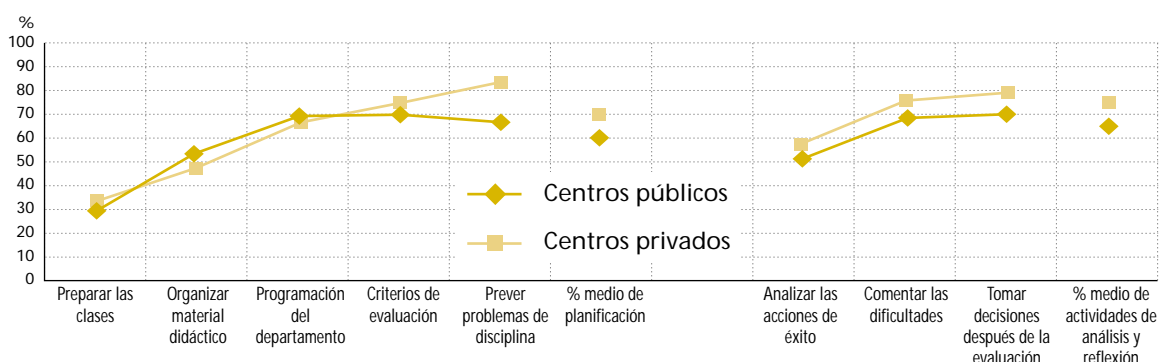 %
100
90
80
70
60
50
40
30
20
10
0
Centros públicos
Centros privados
Preparar las
clases
Organizar
material
didáctico
Programación
del
departamento
Criterios de
evaluación
Prever
problemas de
disciplina
% medio de
planificación
Analizar las
acciones de
éxito
Comentar las
dificultades
Tomar
decisiones
después de la
evaluación
% medio de
actividades de
análisis y
reflexión